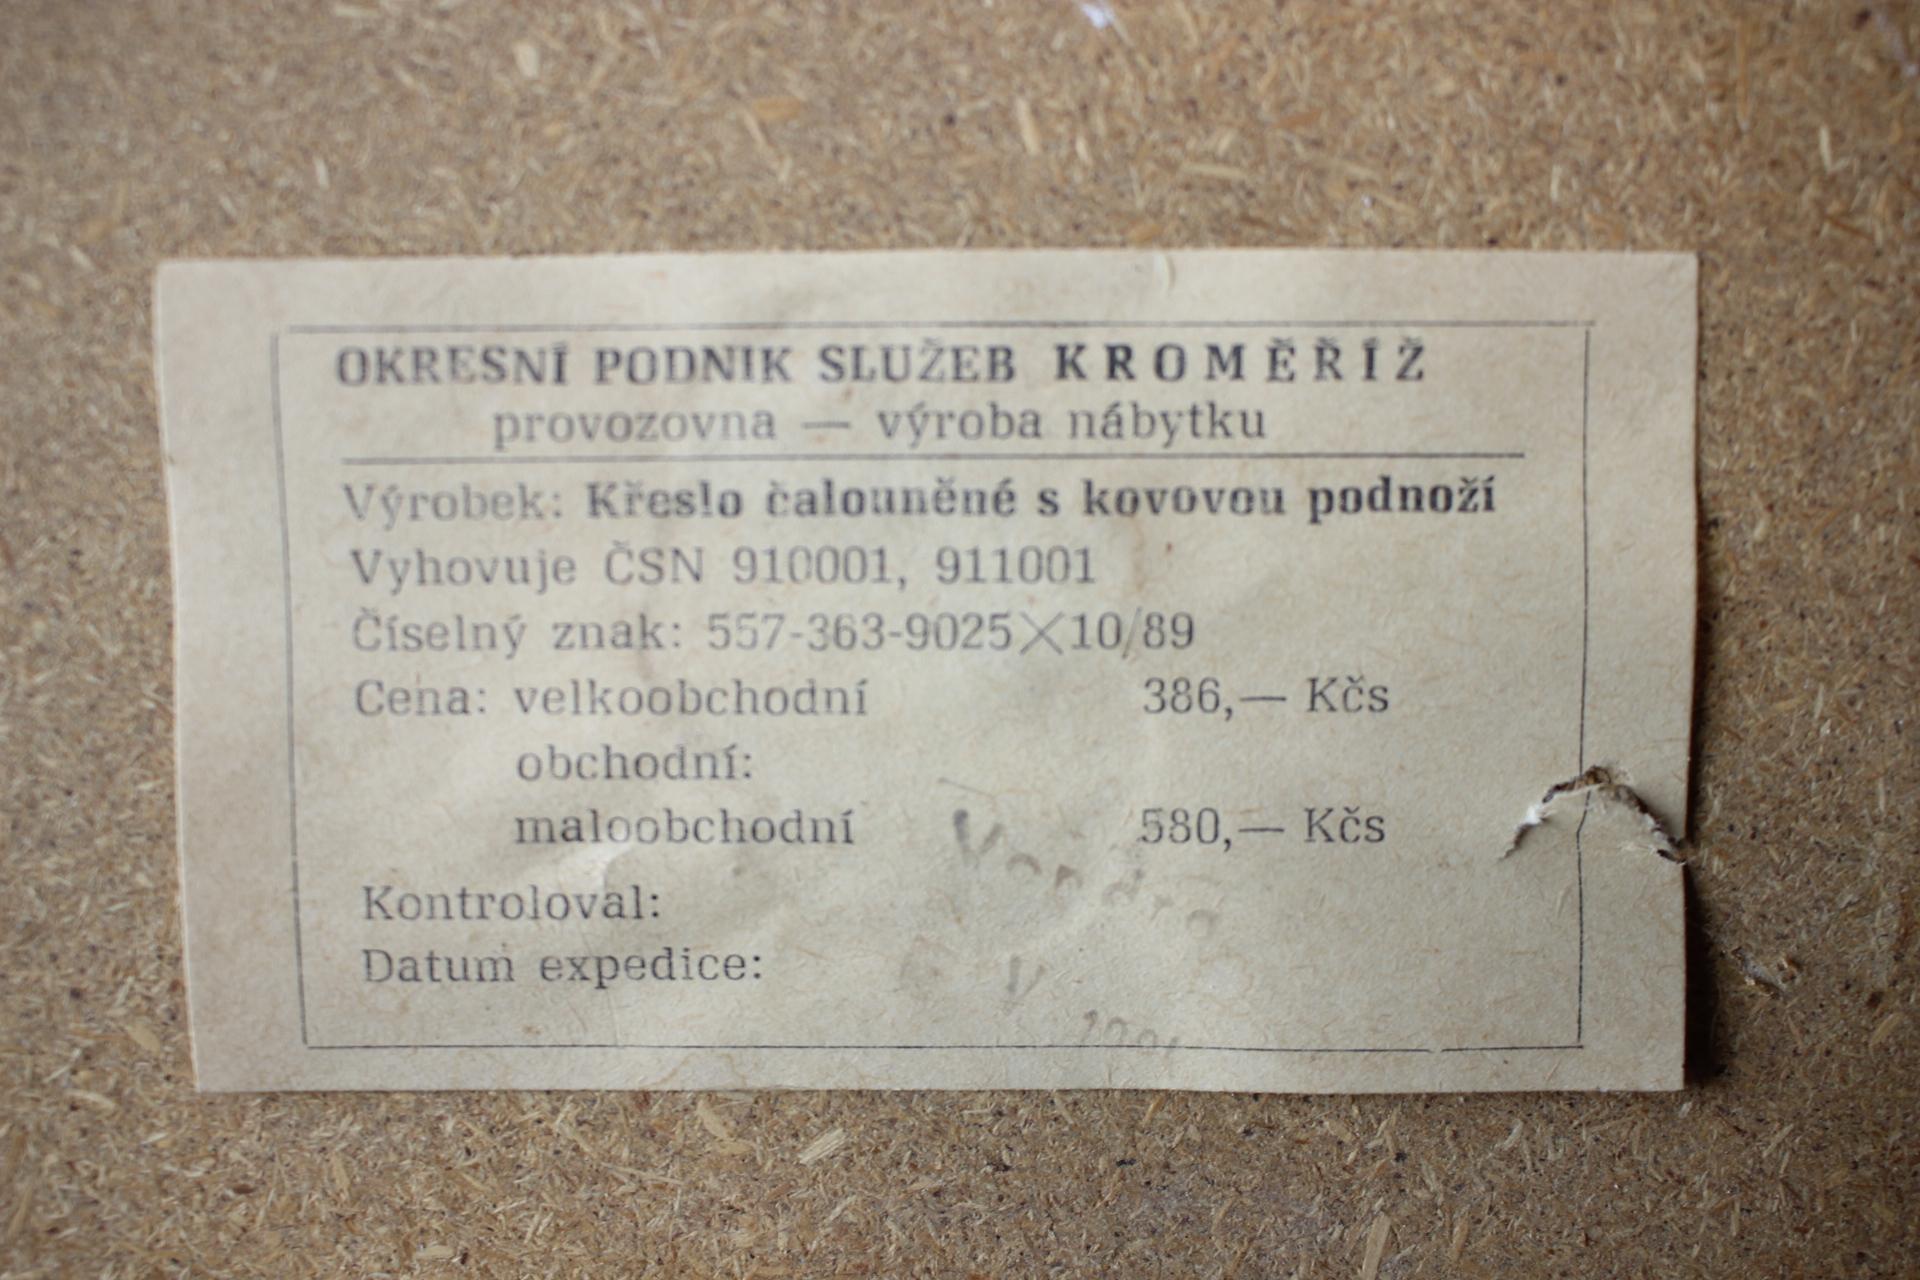 OKRESNÍ PODNIK SLUŽEB KROMĚŘÍŽ
provozovna — výroba nábytku
Výrobek: Křeslo čalouněné s kovovou podnoží
Vyhovuje ČSN 910001, 911001
Číselný znak: 557-363-9025×10/89
Cena: velkoobchodní 386,— Kčs
obchodní:
maloobchodní 580,— Kčs
Kontroloval:
Datum expedice: